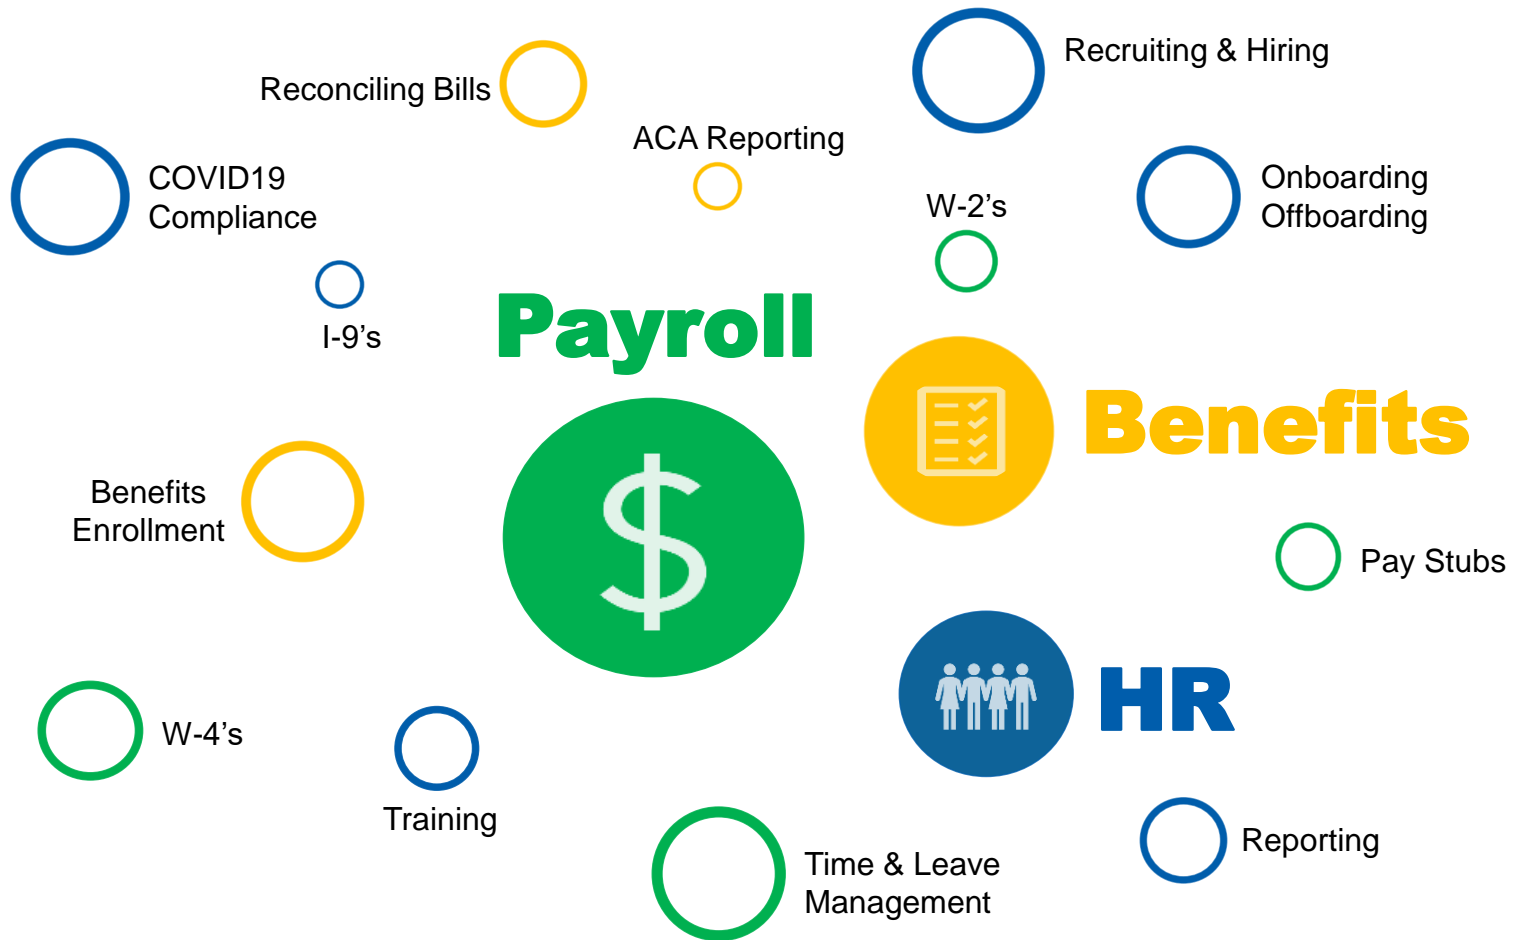 Recruiting & Hiring
Reconciling Bills
ACA Reporting
COVID19
Compliance
Onboarding
Offboarding
W-2’s
I-9’s
Payroll
Benefits
Benefits
Enrollment
$
Pay Stubs
HR
W-4’s
Training
Reporting
Time & Leave
Management